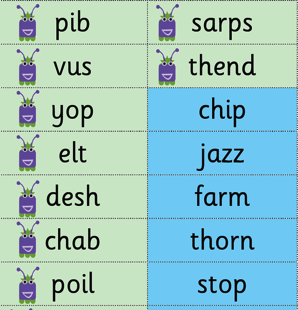 pib sarps
vus thend
yop chip
elt jazz
desh farm
chab thorn
poil stop